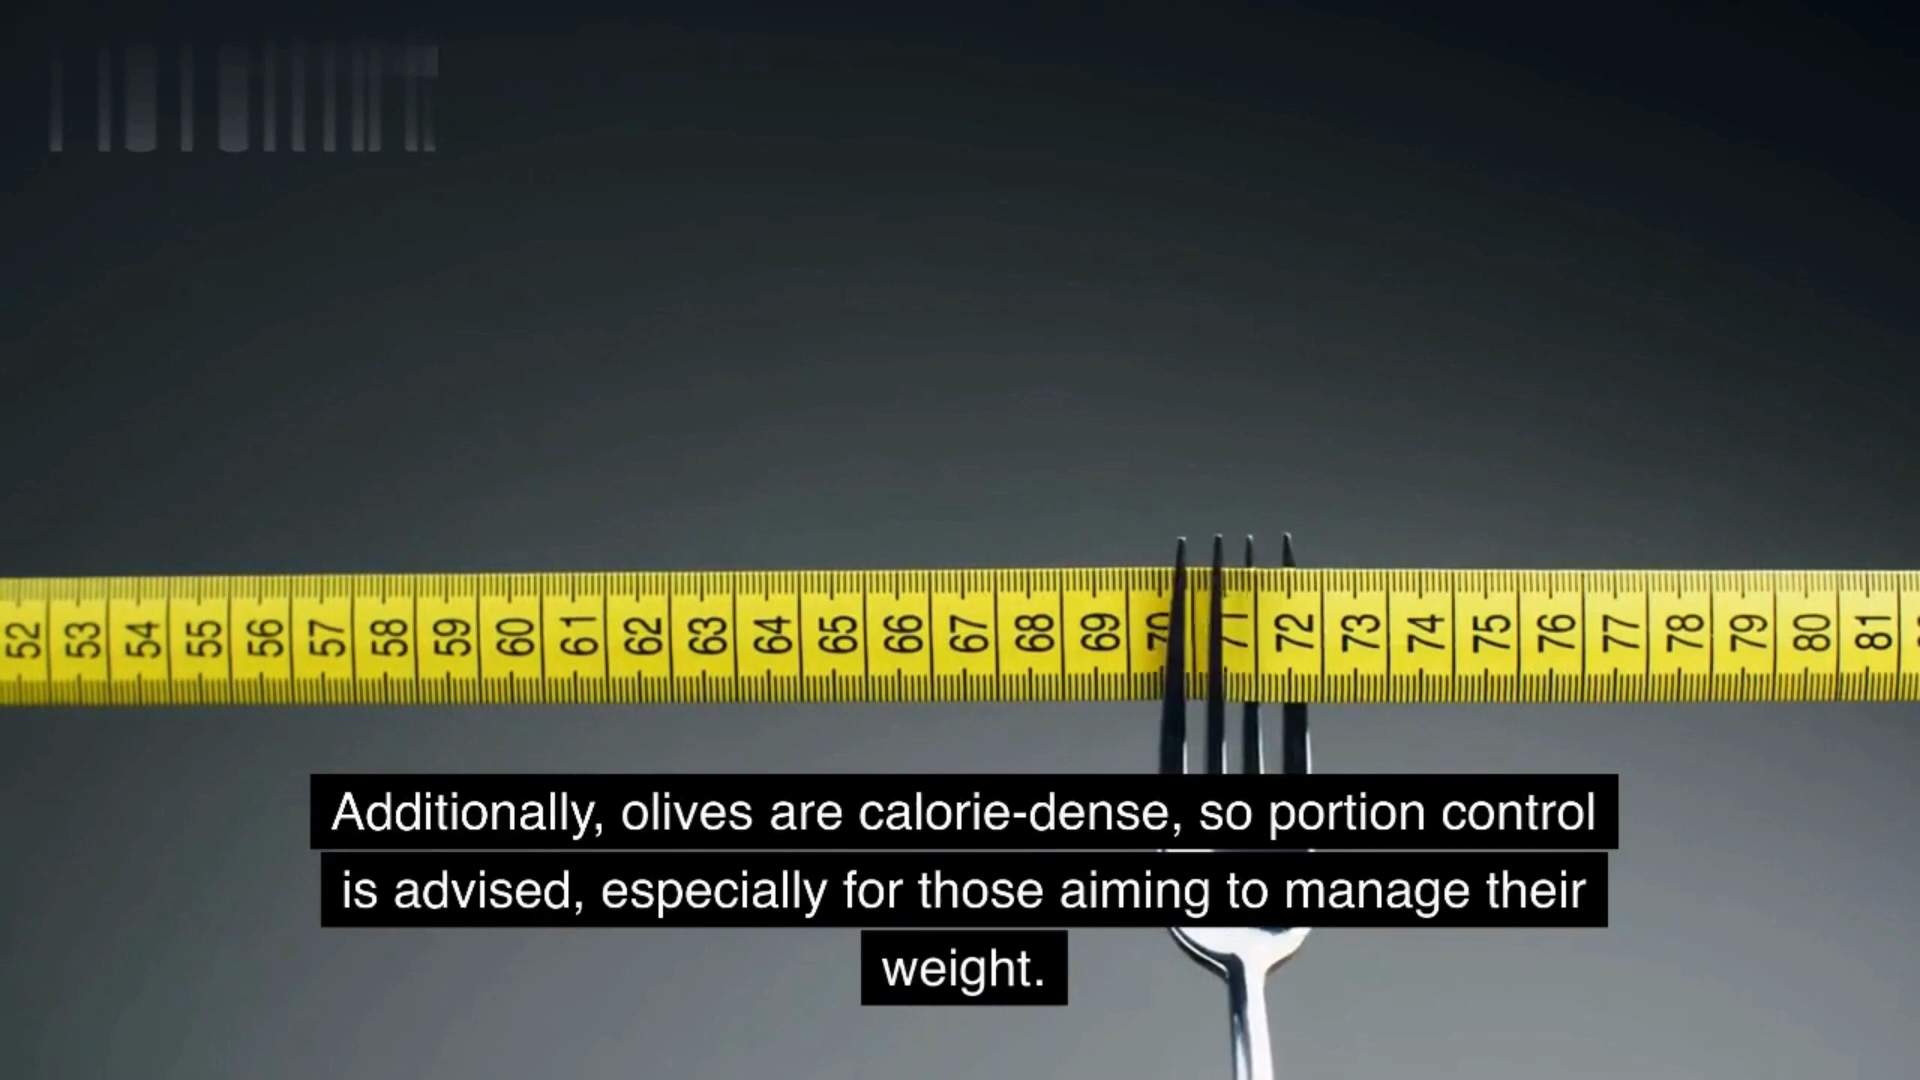 52 53 54 55 56 57 58 59 60 61 62 63 64 65 66 67 68 69 70 71 72 73 74 75 76 77 78 79 80 81
Additionally, olives are calorie-dense, so portion control
is advised, especially for those aiming to manage their
weight.